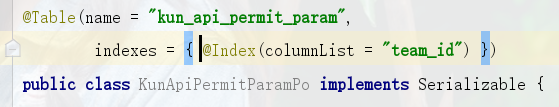 @Table(name = "kun_api_permit_param",
indexes = { @Index(columnList = "team_id") })
public class KunApiPermitParamPo implements Serializable {